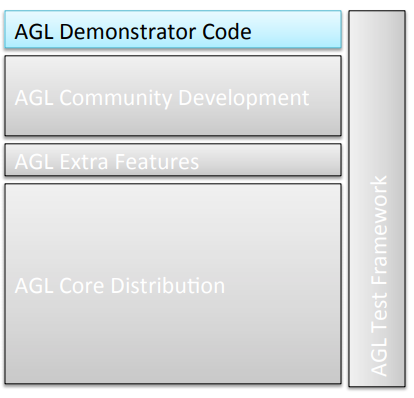 AGL Demonstrator Code
AGL Community Development
AGL Extra Features
AGL Core Distribution
AGL Test Framework